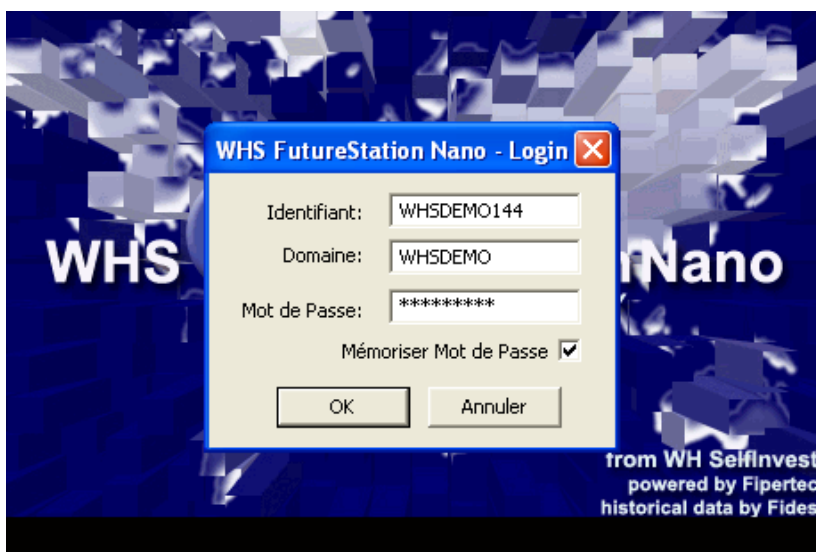 WHS FutureStation Nano - Login
Identifiant: WHSDEMO144
Domaine: WHSDEMO
WHS nNano
Mot de Passe: *********
Mémoriser Mot de Passe
OK Annuler
from WH SelfInvest
powered by Fipertec
historical data by Fides